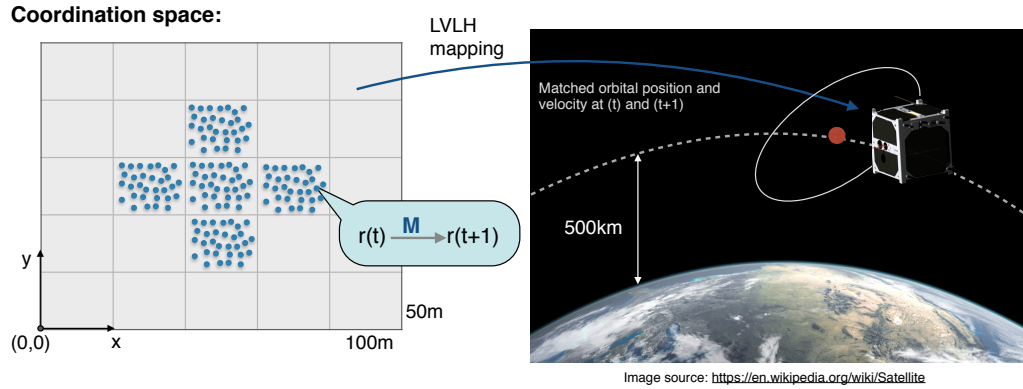 Coordination space:
LVLH
mapping
Matched orbital position and
velocity at (t) and (t+1)
M
r(t) r(t+1)
500km
y
50m
(0,0) x 100m
Image source: https://en.wikipedia.org/wiki/Satellite